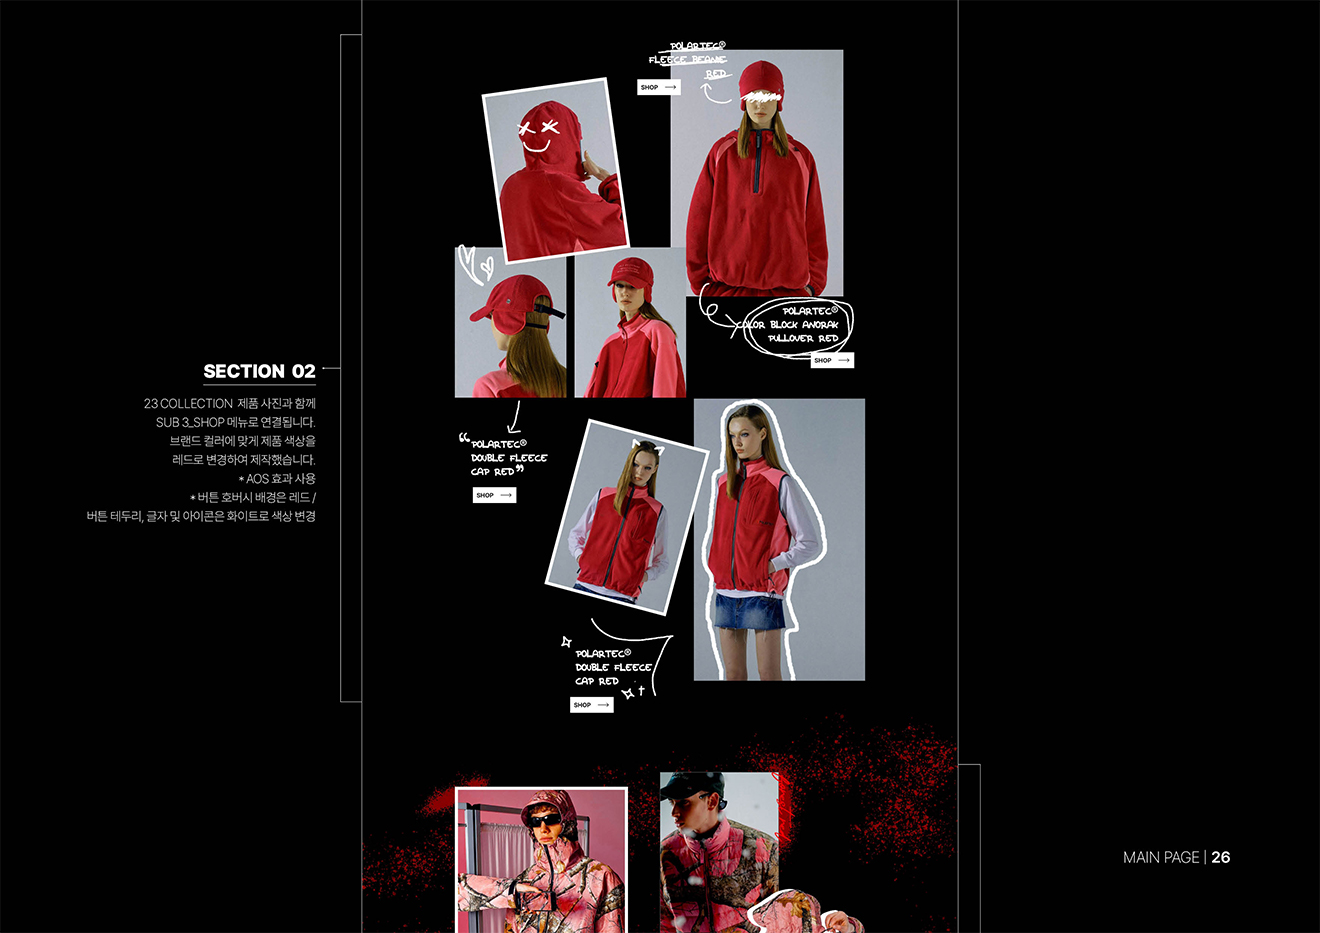 POLARTEC®
FLEECE BEANIE
RED
SHOP
POLARTEC®
COLOR BLOCK ANORAK
PULLOVER RED
SHOP
SECTION 02
23 COLLECTION 제품 사진과 함께
SUB 3_SHOP 메뉴로 연결됩니다.
브랜드 컬러에 맞게 제품 색상을
레드로 변경하여 제작했습니다.
* AOS 효과 사용
* 버튼 호버시 배경은 레드 /
버튼 테두리, 글자 및 아이콘은 화이트로 색상 변경
“POLARTEC®
DOUBLE FLEECE
CAP RED”
SHOP
POLARTEC®
DOUBLE FLEECE
CAP RED
SHOP
MAIN PAGE | 26